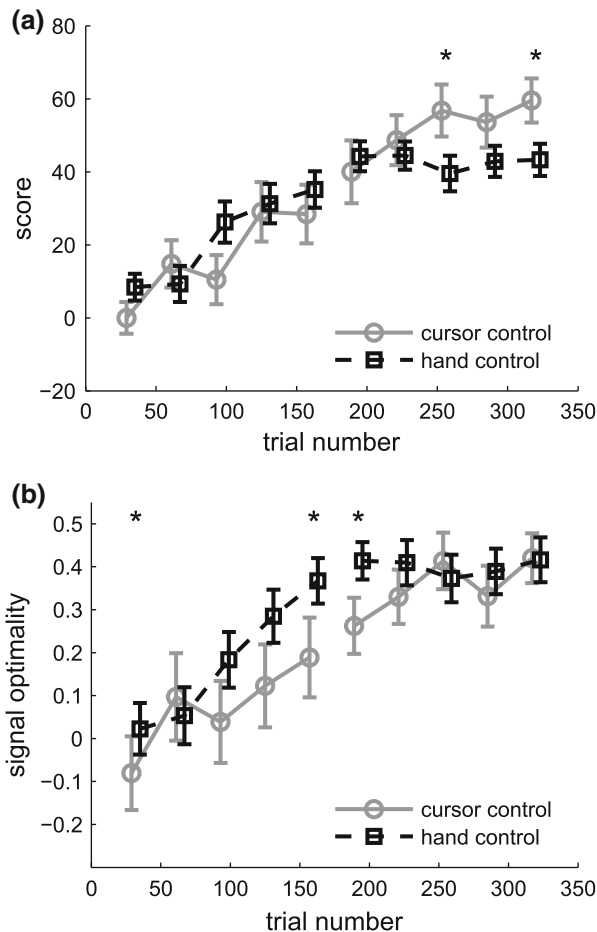 (a)
80
60
40
20
0
−20
score
* *
cursor control
hand control
0 50 100 150 200 250 300 350
trial number
(b)
0.5
0.4
0.3
0.2
0.1
0
−0.1
−0.2
signal optimality
* * *
cursor control
hand control
0 50 100 150 200 250 300 350
trial number